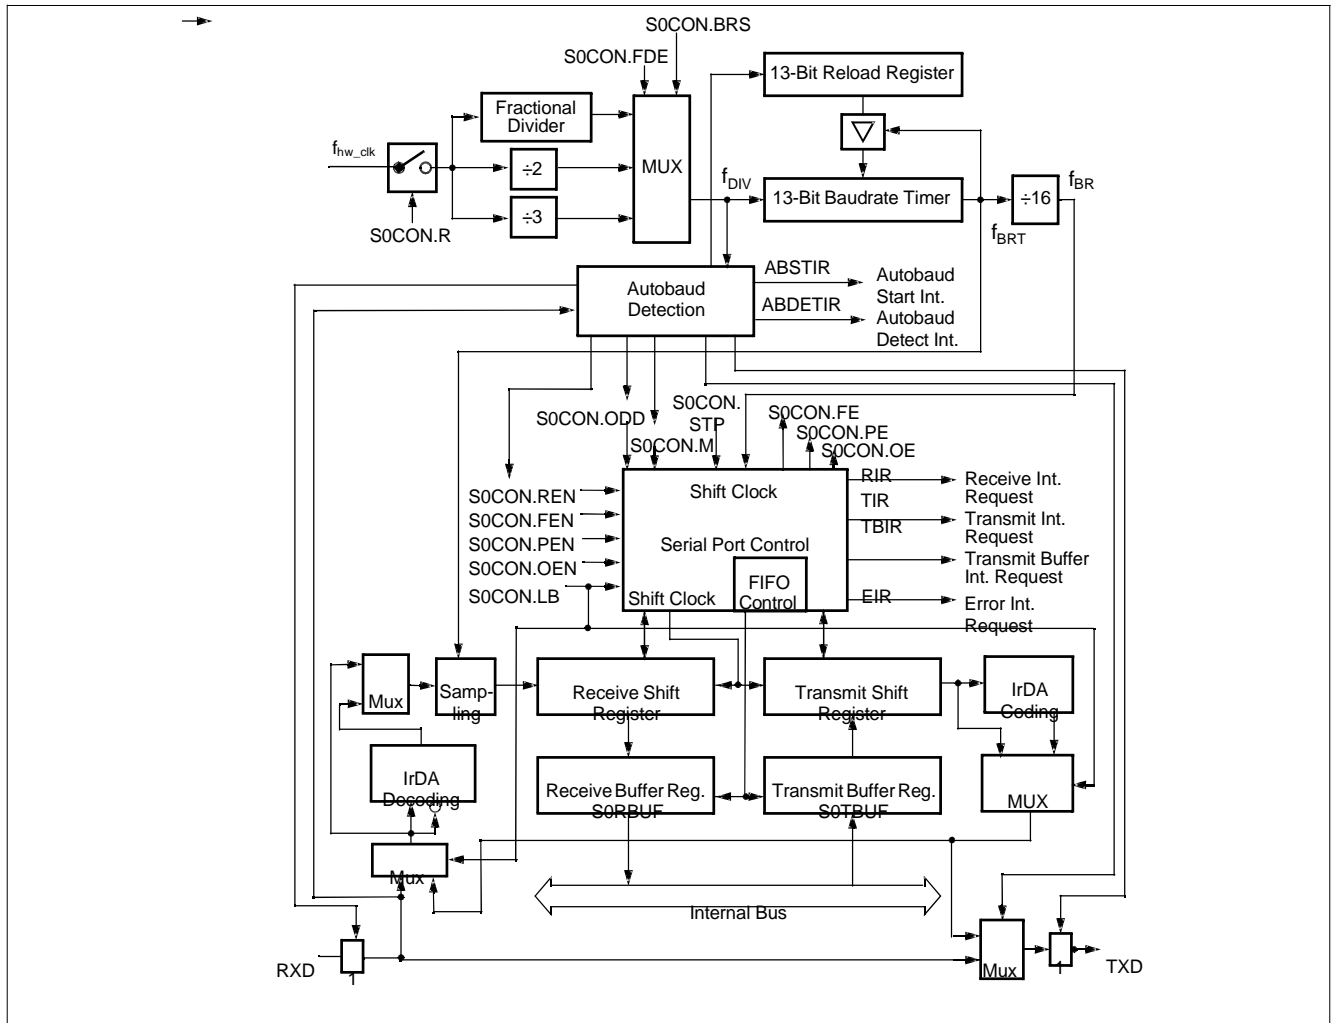 S0CON.BRS
S0CON.FDE
13-Bit Reload Register
Fractional
Divider
f_hw_clk
÷2
MUX
f_DIV
13-Bit Baudrate Timer
÷16
f_BR
÷3
S0CON.R
f_BRT
Autobaud
Detection
ABSTIR
Autobaud
Start Int.
ABDETIR
Autobaud
Detect Int.
S0CON.ODD
S0CON.
STP
S0CON.M
S0CON.FE
S0CON.PE
S0CON.OE
S0CON.REN
S0CON.FEN
S0CON.PEN
S0CON.OEN
S0CON.LB
Shift Clock
Serial Port Control
FIFO
Control
Shift Clock
RIR
TIR
TBIR
EIR
Receive Int.
Request
Transmit Int.
Request
Transmit Buffer
Int. Request
Error Int.
Request
Mux
Samp-
ling
Receive Shift
Register
Transmit Shift
Register
IrDA
Coding
IrDA
Decoding
Receive Buffer Reg.
S0RBUF
Transmit Buffer Reg.
S0TBUF
MUX
Mux
Internal Bus
RXD
1
Mux
1
TXD